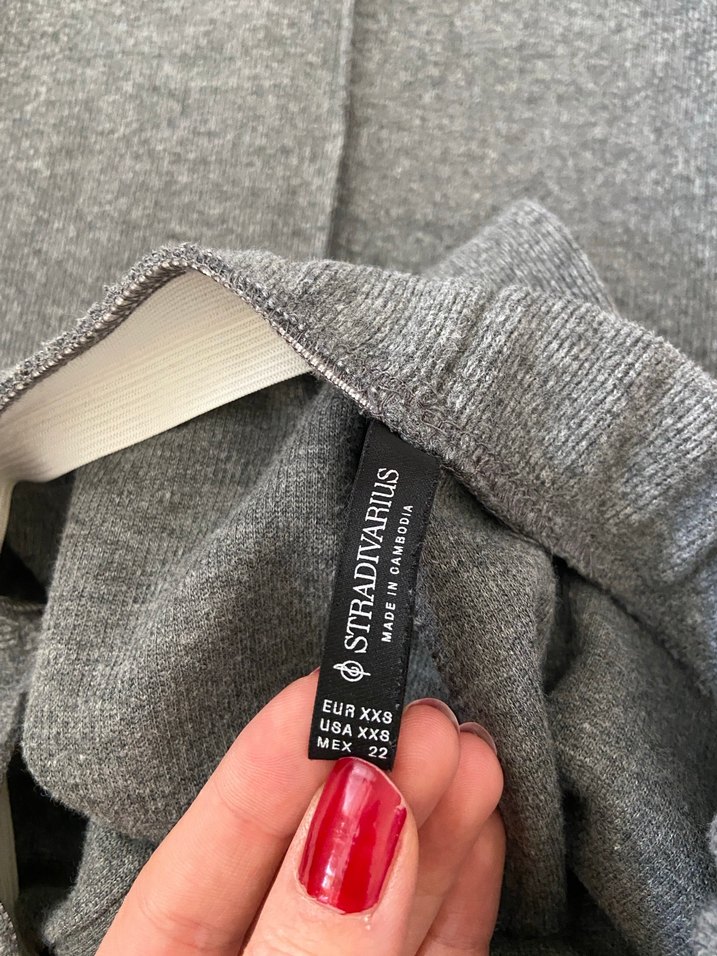 STRADIVARIUS
MADE IN CAMBODIA
EUR XXS
USA XXS
MEX 22